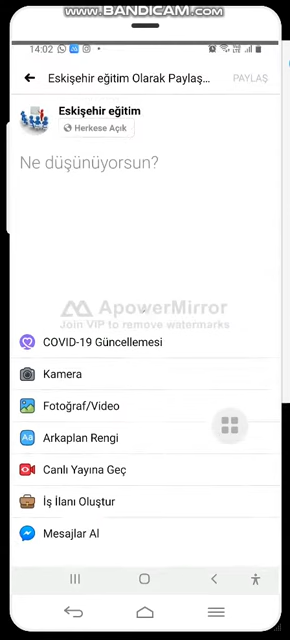 www.BANDICAM.com
14:02
Eskişehir eğitim Olarak Paylaş...
PAYLAŞ
Eskişehir eğitim
Herkese Açık
Ne düşünüyorsun?
ApowerMirror
Join VIP to remove watermarks
COVID-19 Güncellemesi
Kamera
Fotoğraf/Video
Aa Arkaplan Rengi
Canlı Yayına Geç
İş İlanı Oluştur
Mesajlar Al